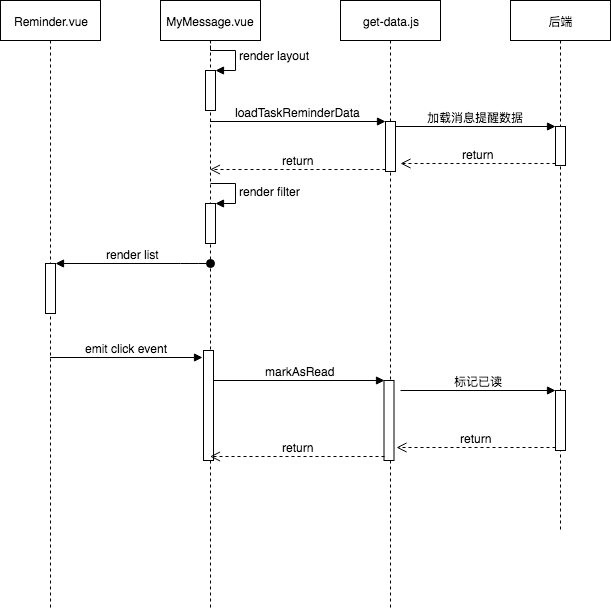 Reminder.vue
MyMessage.vue
get-data.js
后端
render layout
loadTaskReminderData
加载消息提醒数据
return
return
render filter
render list
emit click event
markAsRead
标记已读
return
return